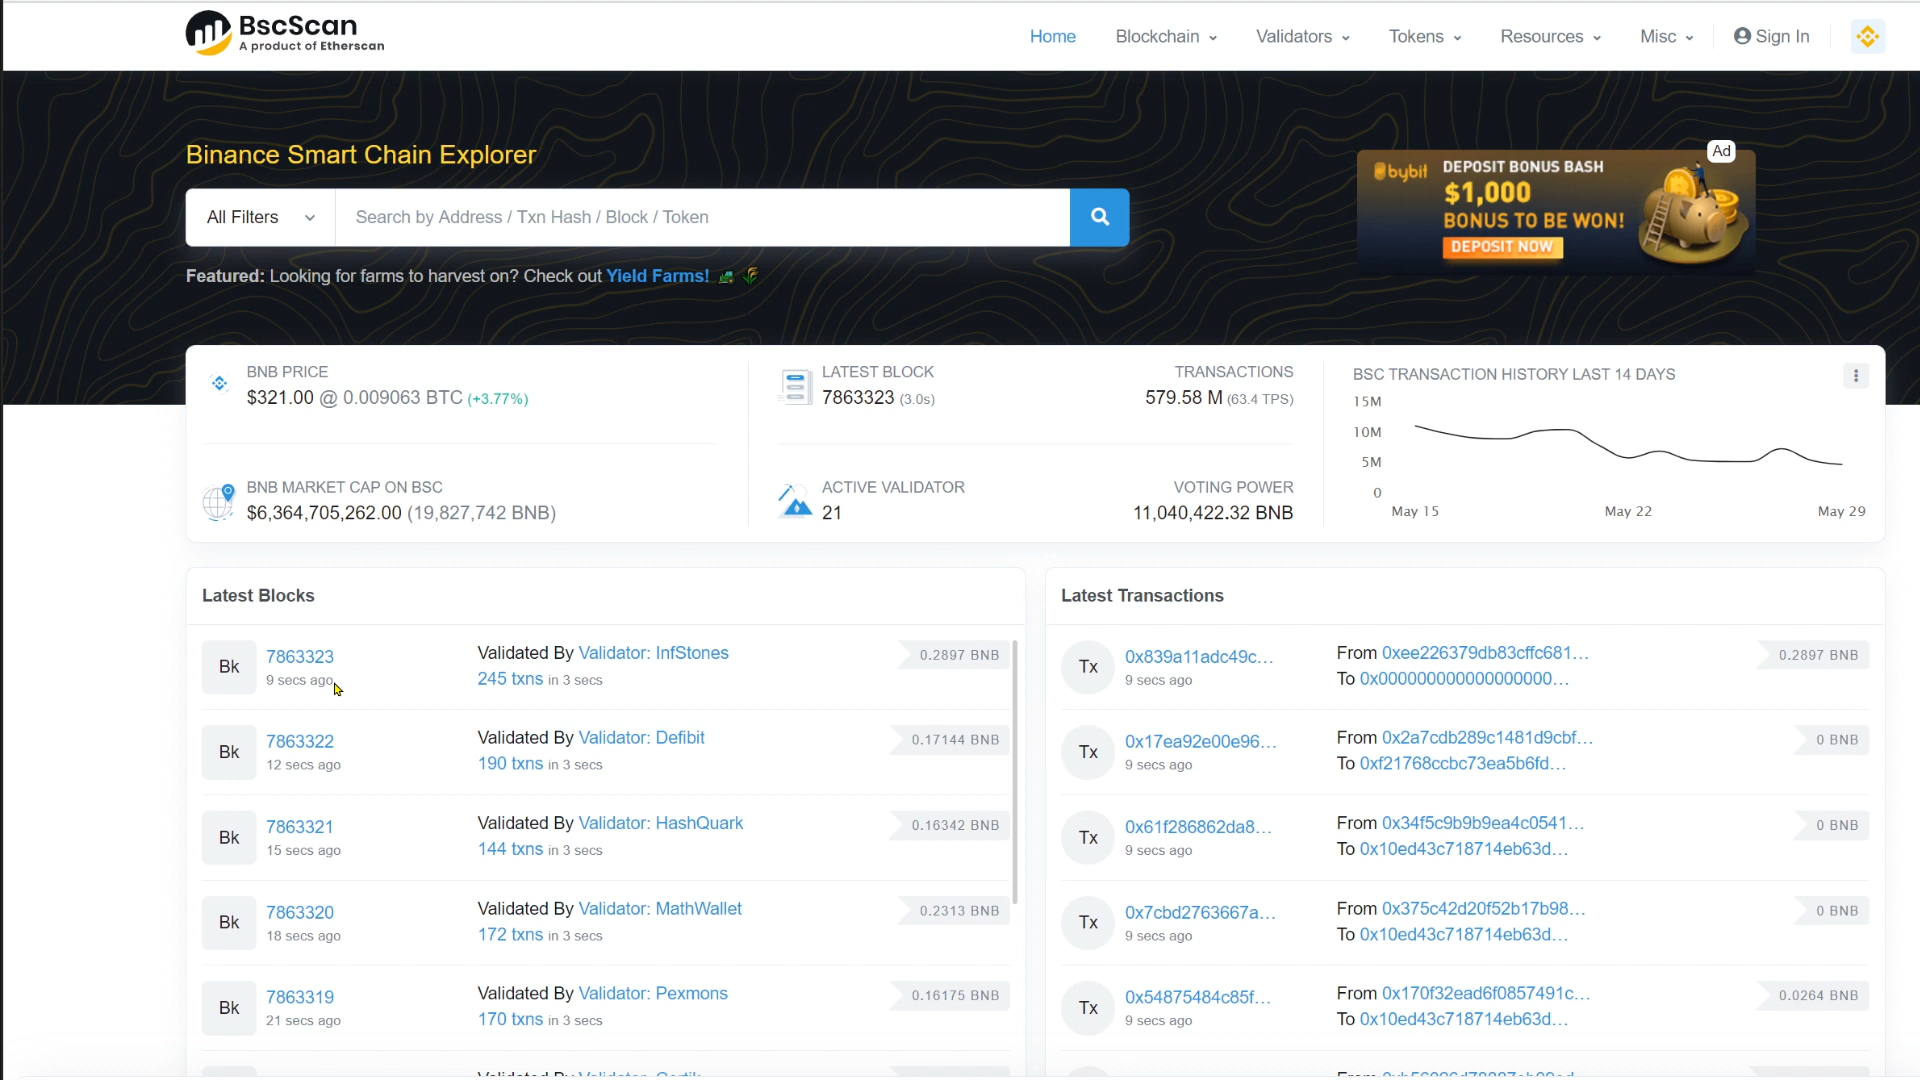 BscScan
A product of Etherscan
Home
Blockchain
Validators
Tokens
Resources
Misc
Sign In
Binance Smart Chain Explorer
All Filters
Search by Address / Txn Hash / Block / Token
Featured: Looking for farms to harvest on? Check out Yield Farms!
Ad
bybit
DEPOSIT BONUS BASH
$1,000
BONUS TO BE WON!
DEPOSIT NOW
BNB PRICE
$321.00 @ 0.009063 BTC (+3.77%)
BNB MARKET CAP ON BSC
$6,364,705,262.00 (19,827,742 BNB)
LATEST BLOCK
7863323 (3.0s)
TRANSACTIONS
579.58 M (63.4 TPS)
ACTIVE VALIDATOR
21
VOTING POWER
11,040,422.32 BNB
BSC TRANSACTION HISTORY LAST 14 DAYS
15M
10M
5M
0
May 15
May 22
May 29
Latest Blocks
Bk
7863323
9 secs ago
Validated By Validator: InfStones
245 txns in 3 secs
0.2897 BNB
Bk
7863322
12 secs ago
Validated By Validator: Defibit
190 txns in 3 secs
0.17144 BNB
Bk
7863321
15 secs ago
Validated By Validator: HashQuark
144 txns in 3 secs
0.16342 BNB
Bk
7863320
18 secs ago
Validated By Validator: MathWallet
172 txns in 3 secs
0.2313 BNB
Bk
7863319
21 secs ago
Validated By Validator: Pexmons
170 txns in 3 secs
0.16175 BNB
Latest Transactions
Tx
0x839a11adc49c...
9 secs ago
From 0xee226379db83cffc681...
To 0x000000000000000000...
0.2897 BNB
Tx
0x17ea92e00e96...
9 secs ago
From 0x2a7cdb289c1481d9cbf...
To 0xf21768ccbc73ea5b6fd...
0 BNB
Tx
0x61f286862da8...
9 secs ago
From 0x34f5c9b9b9ea4c0541...
To 0x10ed43c718714eb63d...
0 BNB
Tx
0x7cbd2763667a...
9 secs ago
From 0x375c42d20f52b17b98...
To 0x10ed43c718714eb63d...
0 BNB
Tx
0x54875484c85f...
9 secs ago
From 0x170f32ead6f0857491c...
To 0x10ed43c718714eb63d...
0.0264 BNB